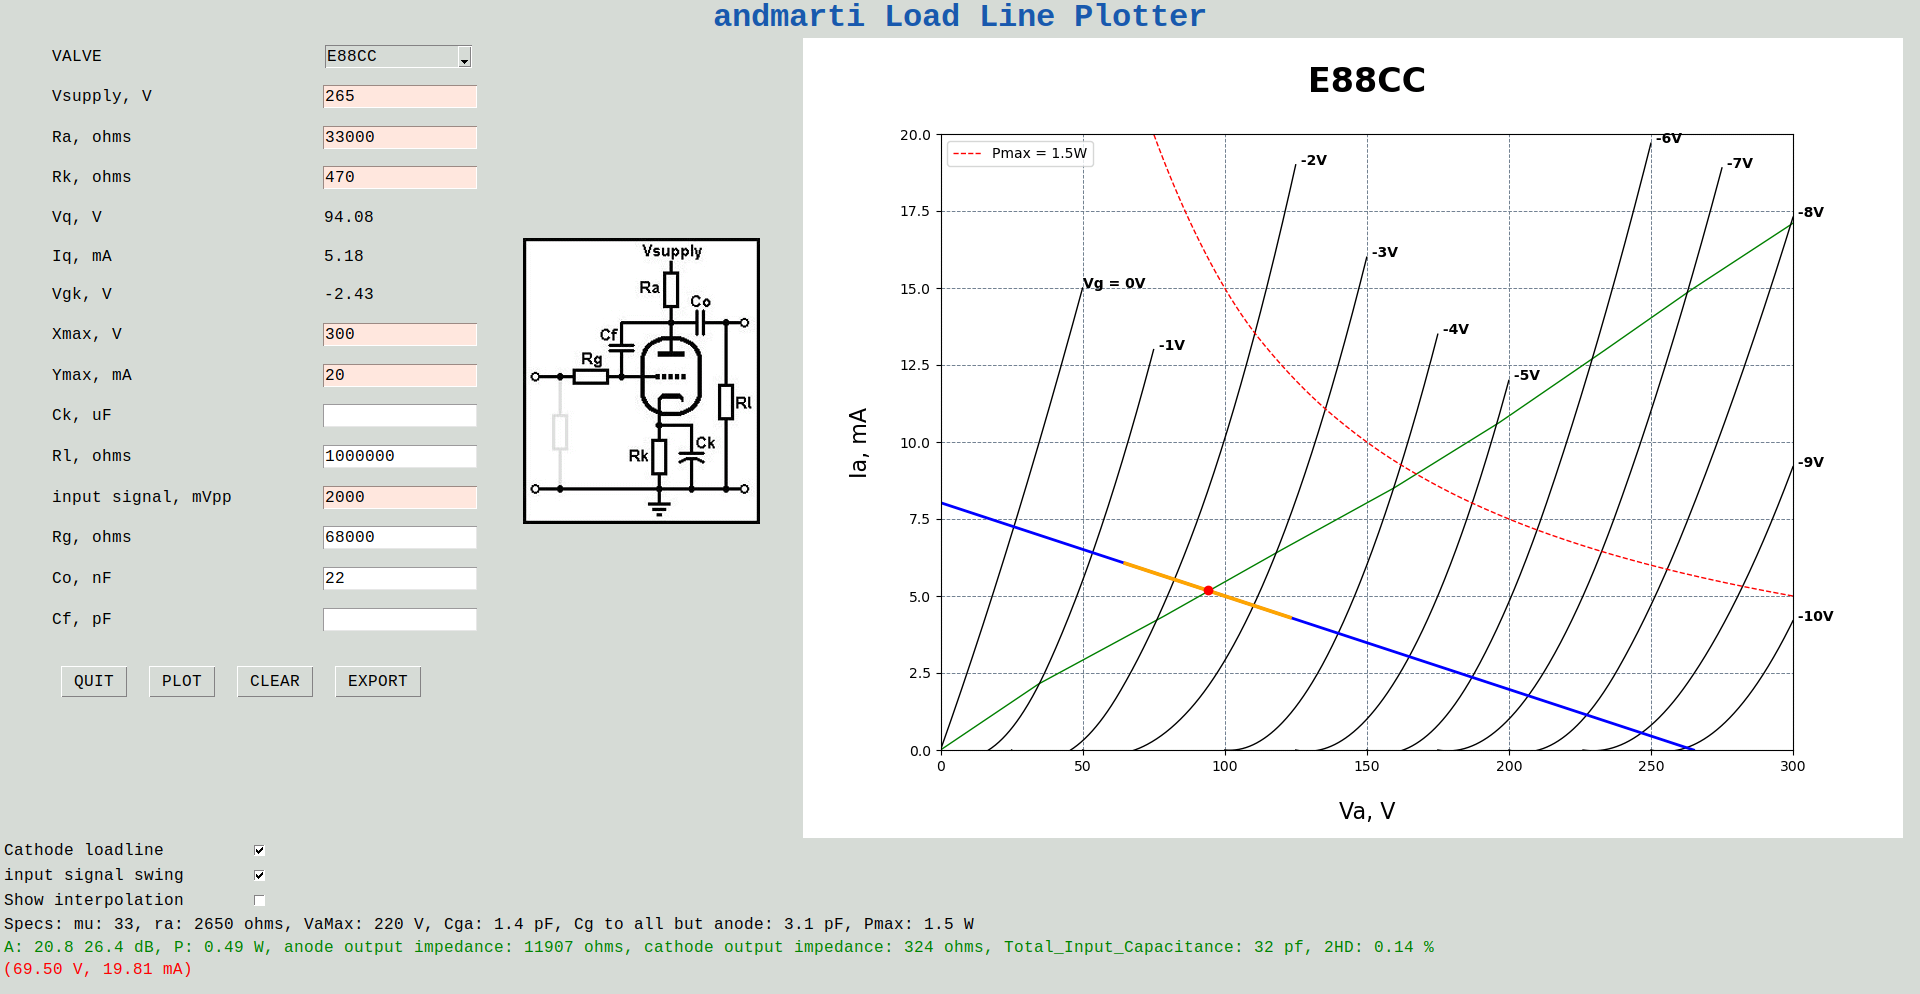 andmarti Load Line Plotter
VALVE E88CC
Vsupply, V 265
Ra, ohms 33000
Rk, ohms 470
Vq, V 94.08
Iq, mA 5.18
Vgk, V -2.43
Xmax, V 300
Ymax, mA 20
Ck, uF
Rl, ohms 1000000
input signal, mVpp 2000
Rg, ohms 68000
Co, nF 22
Cf, pF
QUIT PLOT CLEAR EXPORT
Vsupply
Ra
Co
Cf
Rg
Rl
Ck
Rk
E88CC
Pmax = 1.5W
Vg = 0V
-1V
-2V
-3V
-4V
-5V
-6V
-7V
-8V
-9V
-10V
20.0
17.5
15.0
12.5
10.0
7.5
5.0
2.5
0.0
Ia, mA
0 50 100 150 200 250 300
Va, V
Cathode loadline
input signal swing
Show interpolation
Specs: mu: 33, ra: 2650 ohms, VaMax: 220 V, Cga: 1.4 pF, Cg to all but anode: 3.1 pF, Pmax: 1.5 W
A: 20.8 26.4 dB, P: 0.49 W, anode output impedance: 11907 ohms, cathode output impedance: 324 ohms, Total_Input_Capacitance: 32 pf, 2HD: 0.14 %
(69.50 V, 19.81 mA)